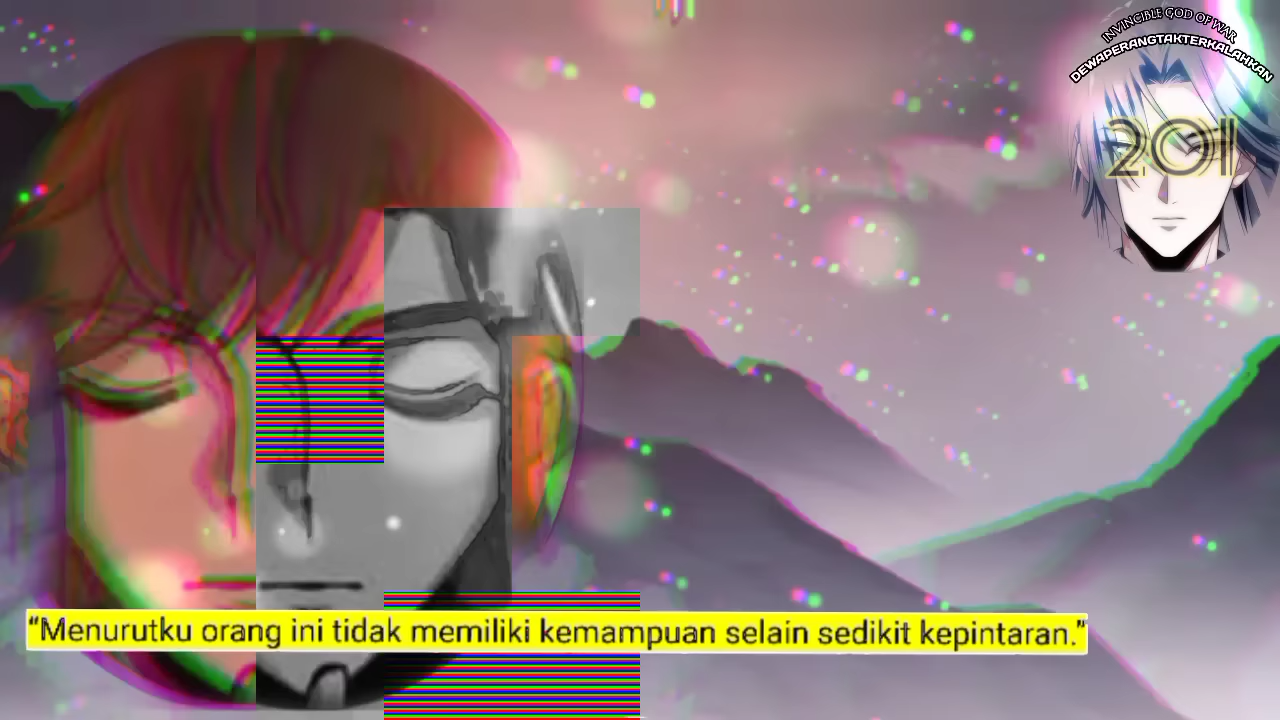 INVINCIBLE GOD OF WAR
DEWAPERANGTAKTERKALAHKAN
201
“Menurutku orang ini tidak memiliki kemampuan selain sedikit kepintaran.”